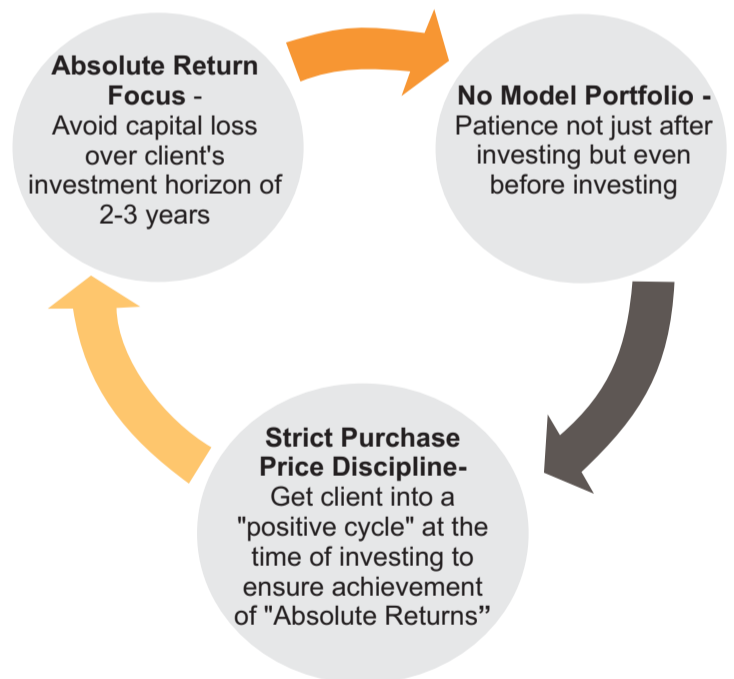 Absolute Return
Focus -
Avoid capital loss
over client's
investment horizon of
2-3 years
No Model Portfolio -
Patience not just after
investing but even
before investing
Strict Purchase
Price Discipline-
Get client into a
"positive cycle" at the
time of investing to
ensure achievement
of "Absolute Returns”